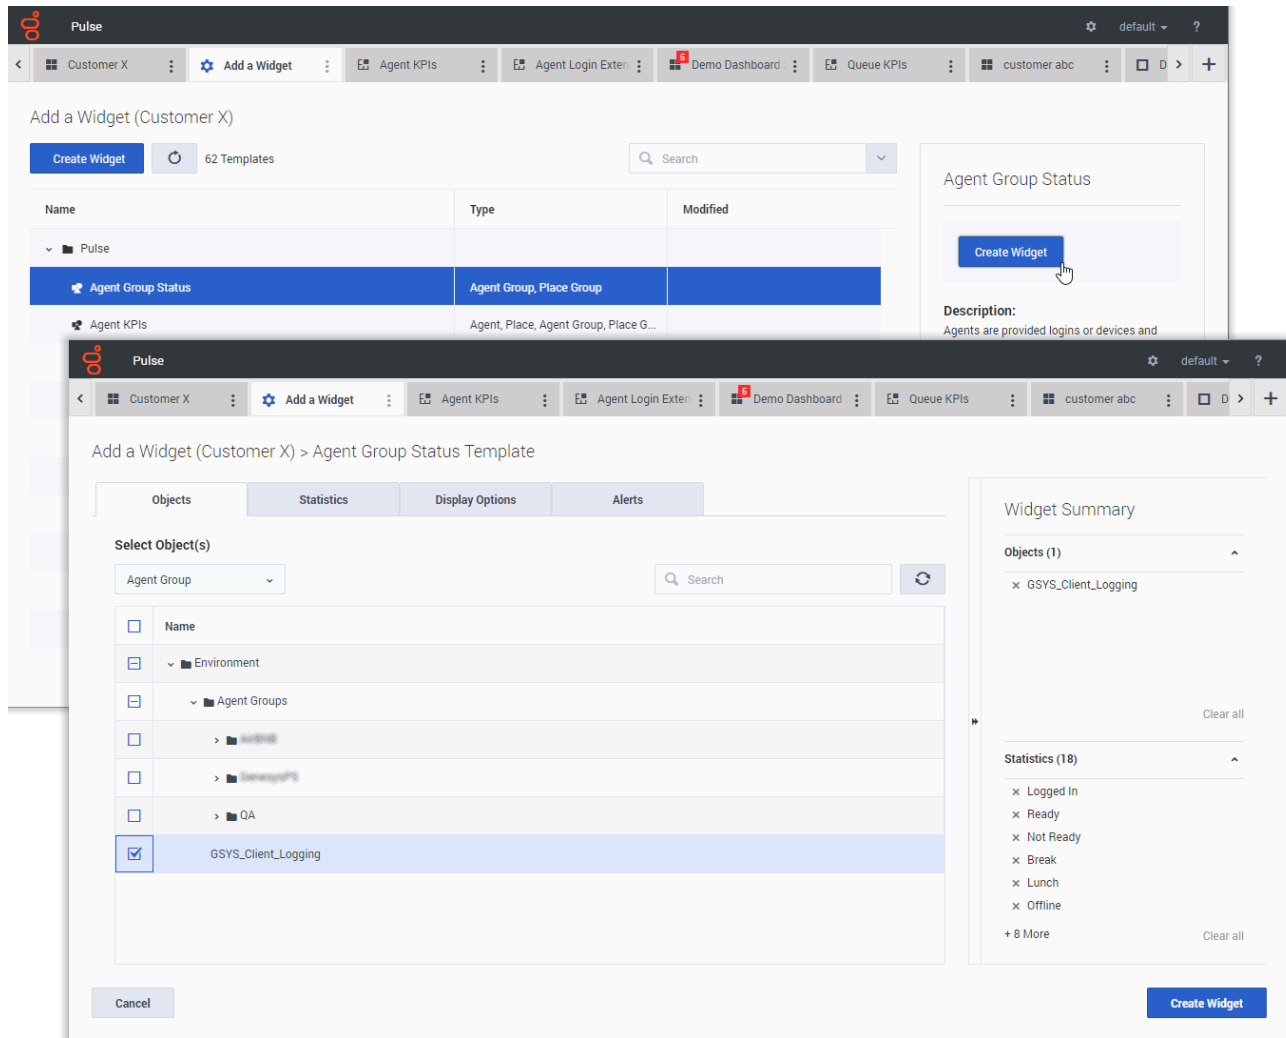 Pulse
default
?
Customer X
Add a Widget
Agent KPIs
Agent Login Exten
5
Demo Dashboard
Queue KPIs
customer abc
D
Add a Widget (Customer X)
Create Widget
62 Templates
Search
Name
Type
Modified
Pulse
Agent Group Status
Agent Group, Place Group
Agent KPIs
Agent, Place, Agent Group, Place G...
Agent Group Status
Create Widget
Description:
Agents are provided logins or devices and
Pulse
default
?
Customer X
Add a Widget
Agent KPIs
Agent Login Exten
5
Demo Dashboard
Queue KPIs
customer abc
D
Add a Widget (Customer X) > Agent Group Status Template
Objects
Statistics
Display Options
Alerts
Select Object(s)
Agent Group
Search
Name
Environment
Agent Groups
QA
GSYS_Client_Logging
Widget Summary
Objects (1)
GSYS_Client_Logging
Clear all
Statistics (18)
Logged In
Ready
Not Ready
Break
Lunch
Offline
+ 8 More
Clear all
Cancel
Create Widget